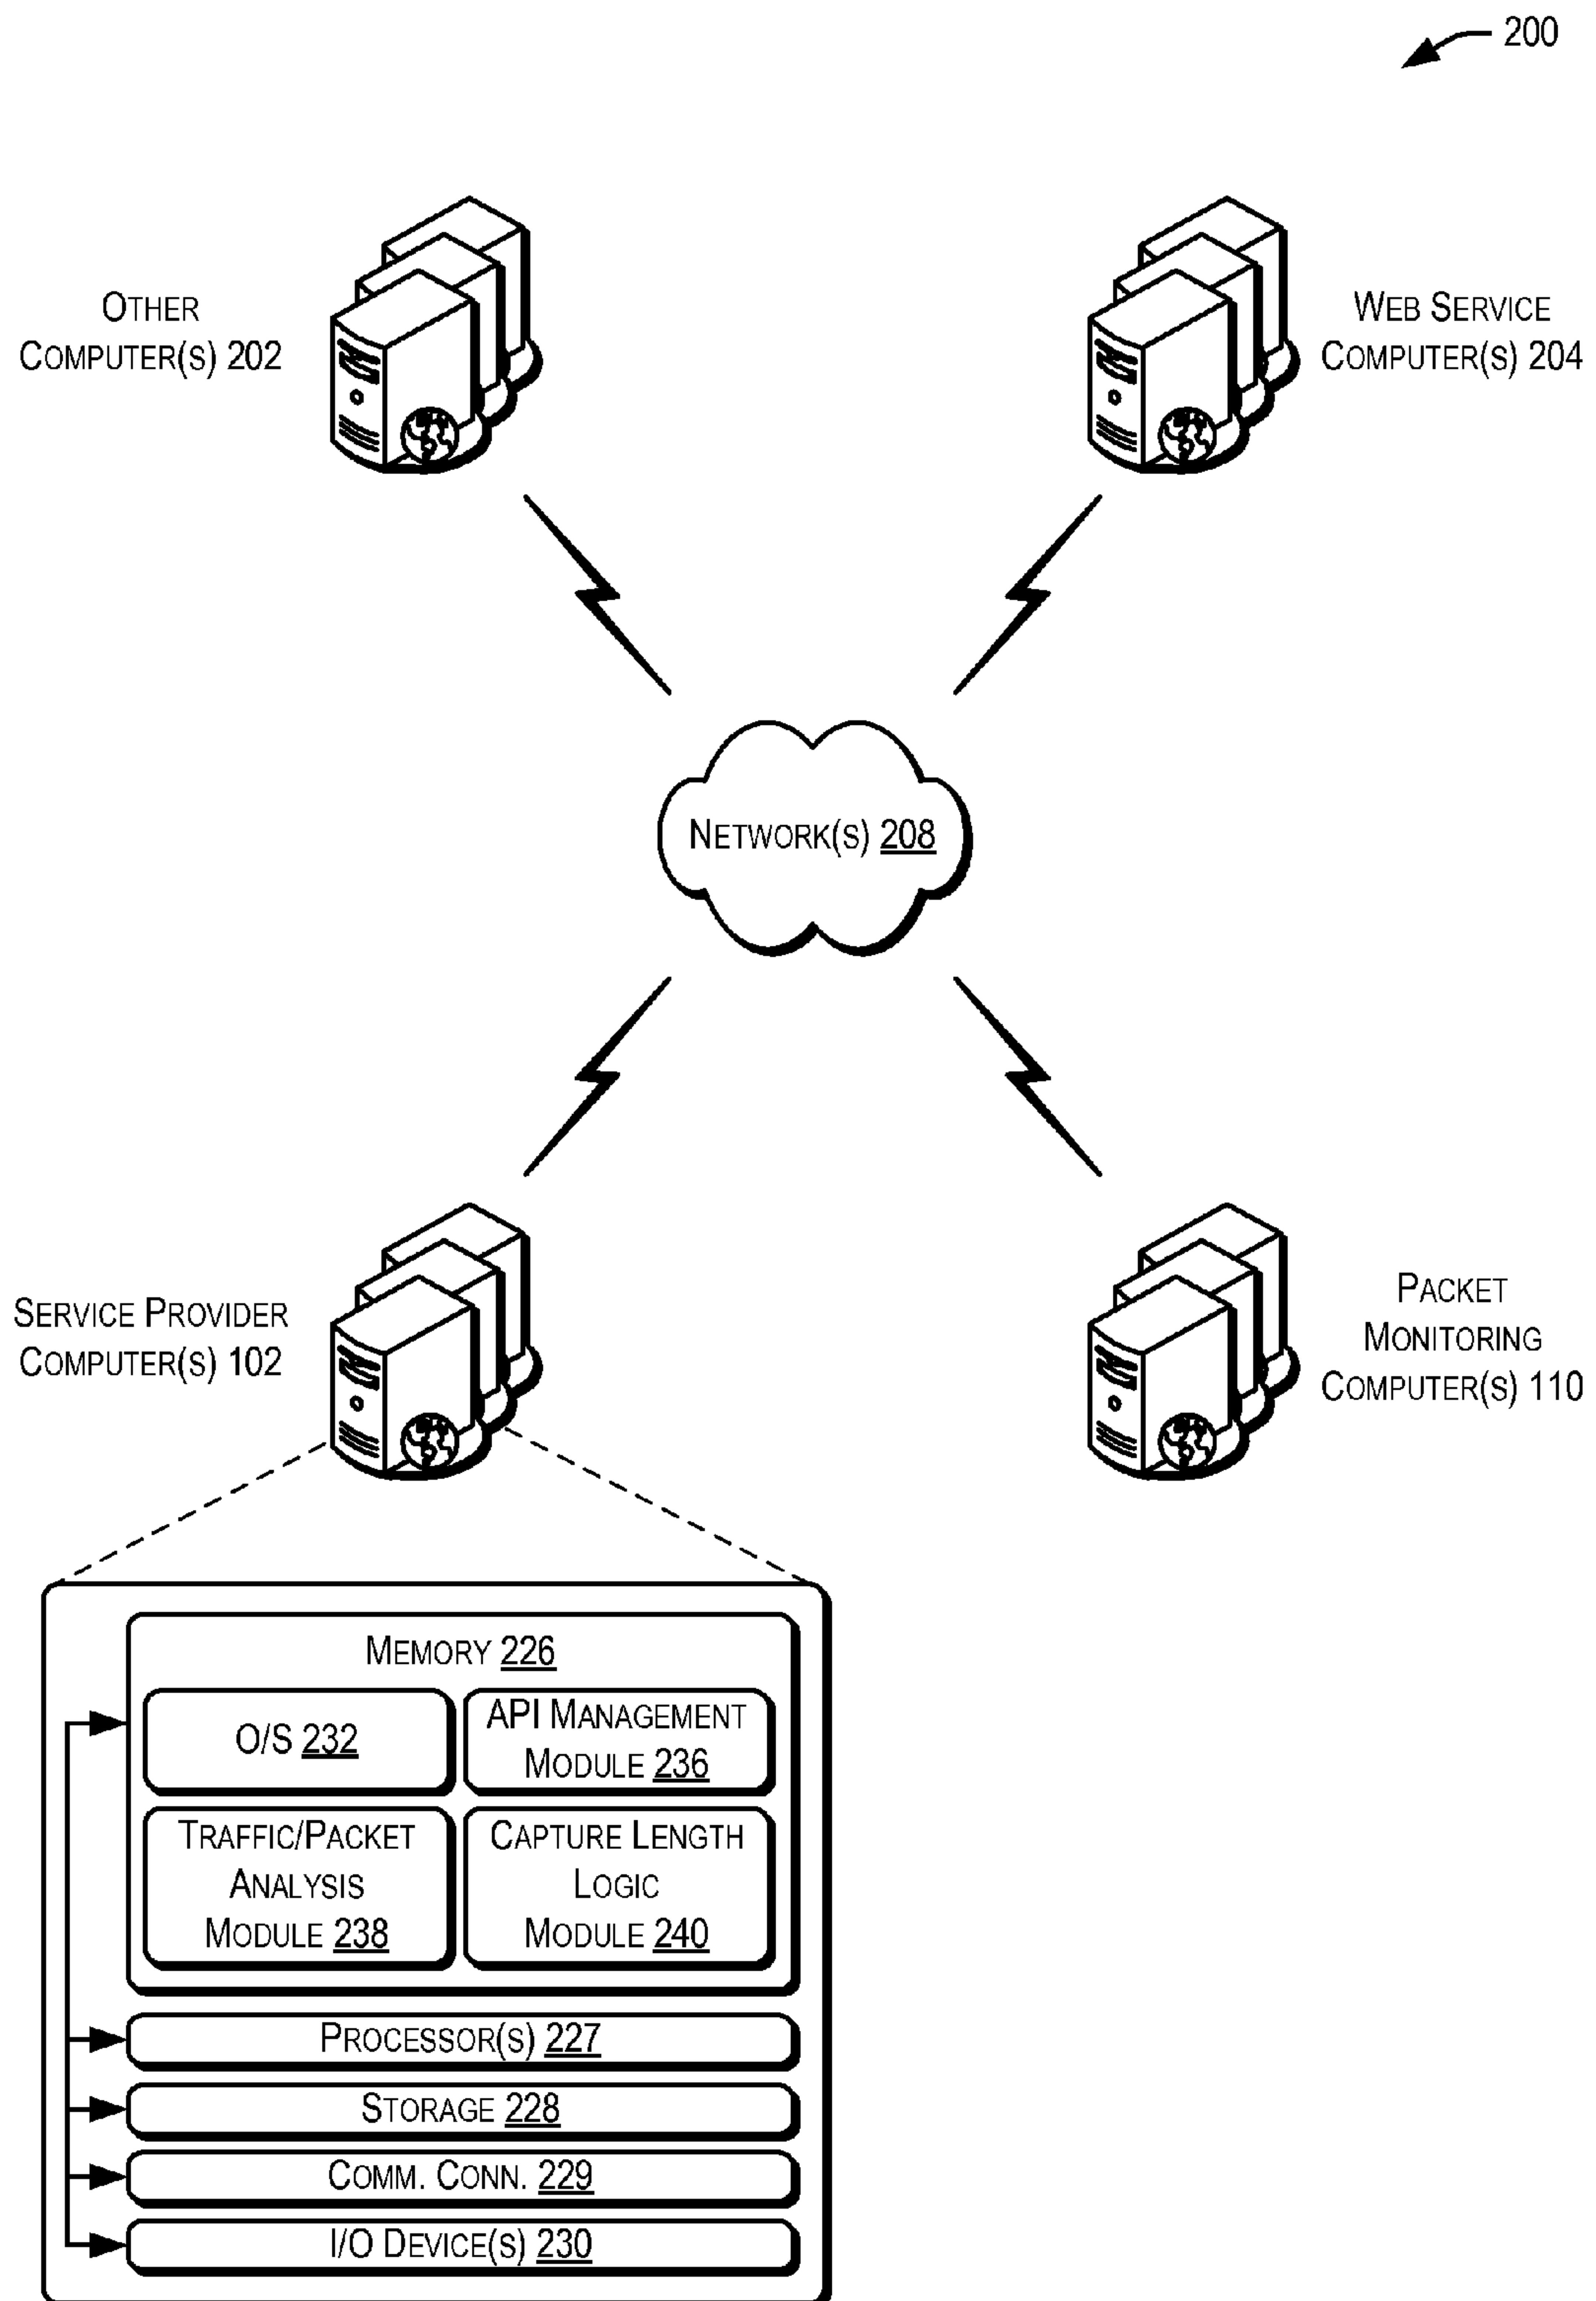 200
OTHER
COMPUTER(S) 202
WEB SERVICE
COMPUTER(S) 204
NETWORK(S) 208
SERVICE PROVIDER
COMPUTER(S) 102
PACKET
MONITORING
COMPUTER(S) 110
MEMORY 226
O/S 232
API MANAGEMENT
MODULE 236
TRAFFIC/PACKET
ANALYSIS
MODULE 238
CAPTURE LENGTH
LOGIC
MODULE 240
PROCESSOR(S) 227
STORAGE 228
COMM. CONN. 229
I/O DEVICE(S) 230